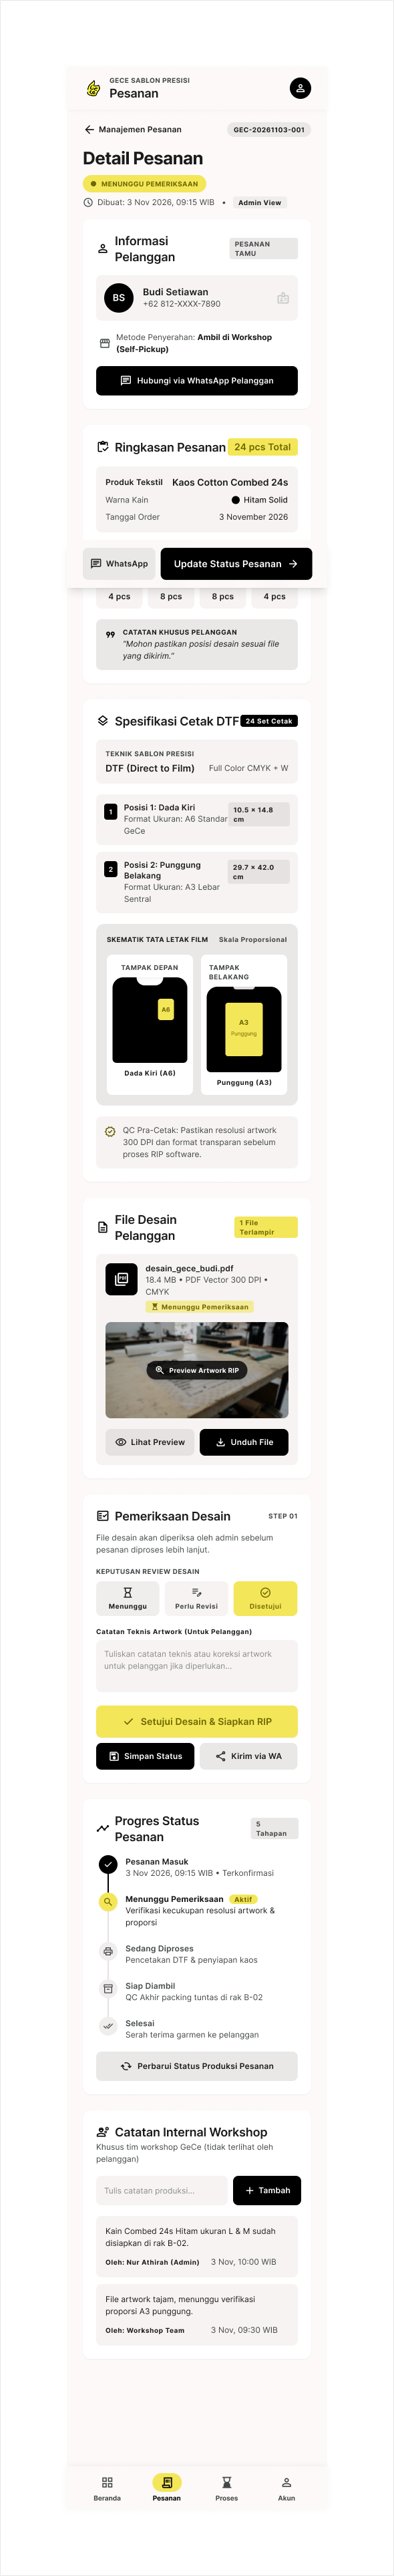 GECE SABLON PRESISI
Pesanan
Manajemen Pesanan
GEC-20261103-001
Detail Pesanan
MENUNGGU PEMERIKSAAN
Dibuat: 3 Nov 2026, 09:15 WIB • Admin View
Informasi
Pelanggan
PESANAN
TAMU
BS
Budi Setiawan
+62 812-XXXX-7890
Metode Penyerahan: Ambil di Workshop
(Self-Pickup)
Hubungi via WhatsApp Pelanggan
Ringkasan Pesanan
24 pcs Total
Produk Tekstil Kaos Cotton Combed 24s
Warna Kain Hitam Solid
Tanggal Order 3 November 2026
WhatsApp
Update Status Pesanan
4 pcs 8 pcs 8 pcs 4 pcs
CATATAN KHUSUS PELANGGAN
"Mohon pastikan posisi desain sesuai file
yang dikirim."
Spesifikasi Cetak DTF
24 Set Cetak
TEKNIK SABLON PRESISI
DTF (Direct to Film) Full Color CMYK + W
1
Posisi 1: Dada Kiri
Format Ukuran: A6 Standar
GeCe
10.5 × 14.8
cm
2
Posisi 2: Punggung
Belakang
Format Ukuran: A3 Lebar
Sentral
29.7 × 42.0
cm
SKEMATIK TATA LETAK FILM Skala Proporsional
TAMPAK DEPAN
A6
Dada Kiri (A6)
TAMPAK
BELAKANG
A3
Punggung
Punggung (A3)
QC Pra-Cetak: Pastikan resolusi artwork
300 DPI dan format transparan sebelum
proses RIP software.
File Desain
Pelanggan
1 File
Terlampir
PDF
desain_gece_budi.pdf
18.4 MB • PDF Vector 300 DPI •
CMYK
Menunggu Pemeriksaan
Preview Artwork RIP
Lihat Preview
Unduh File
Pemeriksaan Desain
STEP 01
File desain akan diperiksa oleh admin sebelum
pesanan diproses lebih lanjut.
KEPUTUSAN REVIEW DESAIN
Menunggu
Perlu Revisi
Disetujui
Catatan Teknis Artwork (Untuk Pelanggan)
Tuliskan catatan teknis atau koreksi artwork
untuk pelanggan jika diperlukan...
Setujui Desain & Siapkan RIP
Simpan Status
Kirim via WA
Progres Status
Pesanan
5
Tahapan
Pesanan Masuk
3 Nov 2026, 09:15 WIB • Terkonfirmasi
Menunggu Pemeriksaan Aktif
Verifikasi kecukupan resolusi artwork &
proporsi
Sedang Diproses
Pencetakan DTF & penyiapan kaos
Siap Diambil
QC Akhir packing tuntas di rak B-02
Selesai
Serah terima garmen ke pelanggan
Perbarui Status Produksi Pesanan
Catatan Internal Workshop
Khusus tim workshop GeCe (tidak terlihat oleh
pelanggan)
Tulis catatan produksi...
Tambah
Kain Combed 24s Hitam ukuran L & M sudah
disiapkan di rak B-02.
Oleh: Nur Athirah (Admin) 3 Nov, 10:00 WIB
File artwork tajam, menunggu verifikasi
proporsi A3 punggung.
Oleh: Workshop Team 3 Nov, 09:30 WIB
Beranda
Pesanan
Proses
Akun